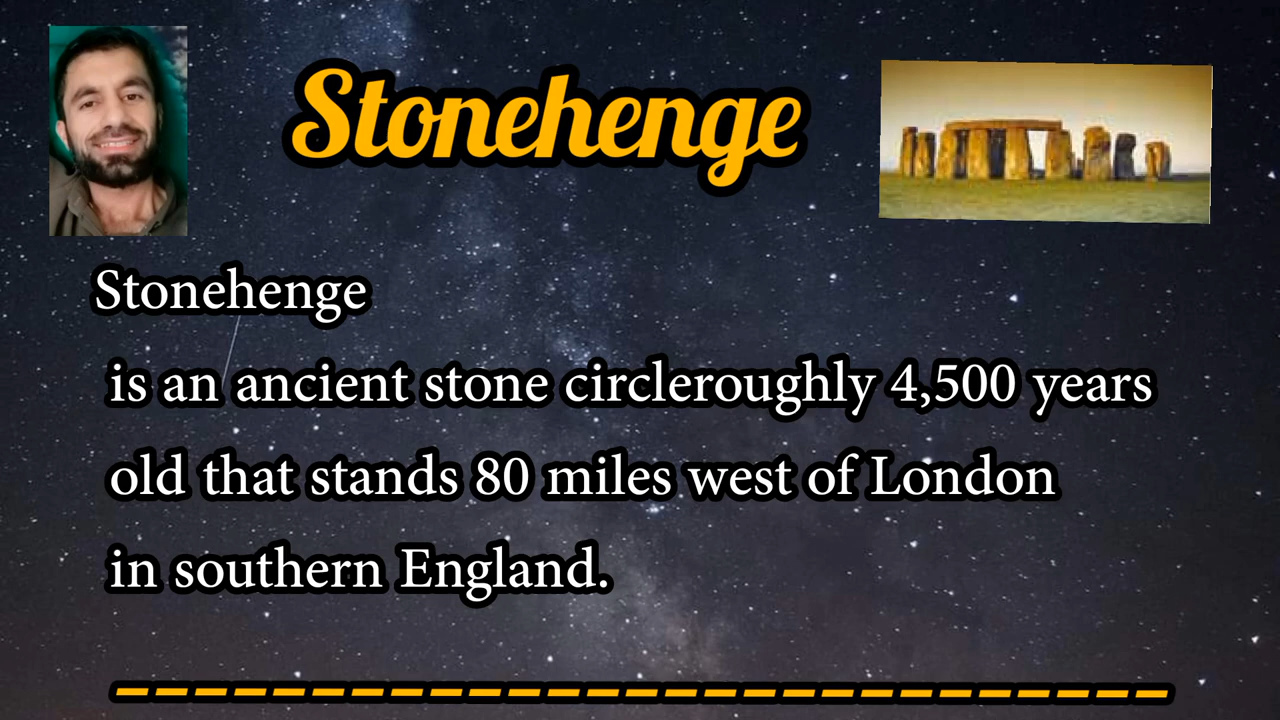 Stonehenge
Stonehenge
is an ancient stone circleroughly 4,500 years
old that stands 80 miles west of London
in southern England.